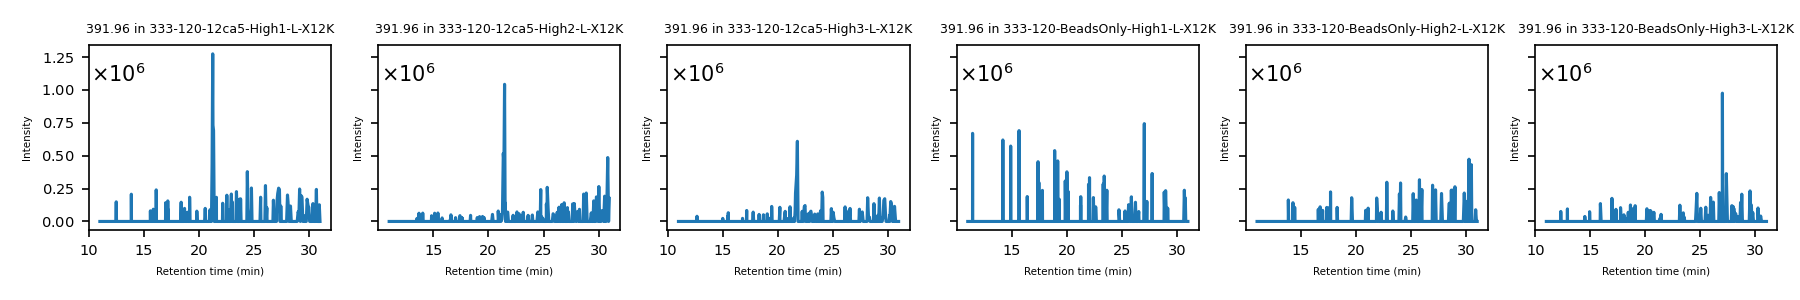 391.96 in 333-120-12ca5-High1-L-X12K
391.96 in 333-120-12ca5-High2-L-X12K
391.96 in 333-120-12ca5-High3-L-X12K
391.96 in 333-120-BeadsOnly-High1-L-X12K
391.96 in 333-120-BeadsOnly-High2-L-X12K
391.96 in 333-120-BeadsOnly-High3-L-X12K
×10⁶
×10⁶
×10⁶
×10⁶
×10⁶
×10⁶
1.25
1.00
0.75
0.50
0.25
0.00
Intensity
Intensity
Intensity
Intensity
Intensity
Intensity
10 15 20 25 30
15 20 25 30
10 15 20 25 30
15 20 25 30
15 20 25 30
10 15 20 25 30
Retention time (min)
Retention time (min)
Retention time (min)
Retention time (min)
Retention time (min)
Retention time (min)